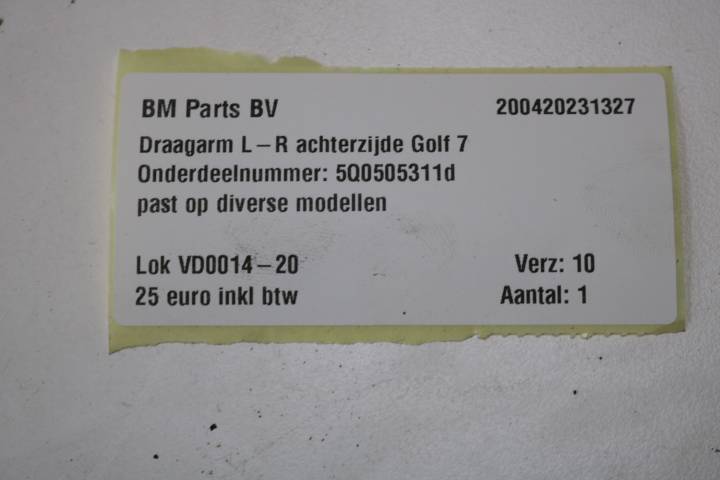 BM Parts BV 200420231327
Draagarm L-R achterzijde Golf 7
Onderdeelnummer: 5Q0505311d
past op diverse modellen
Lok VD0014-20 Verz: 10
25 euro inkl btw Aantal: 1